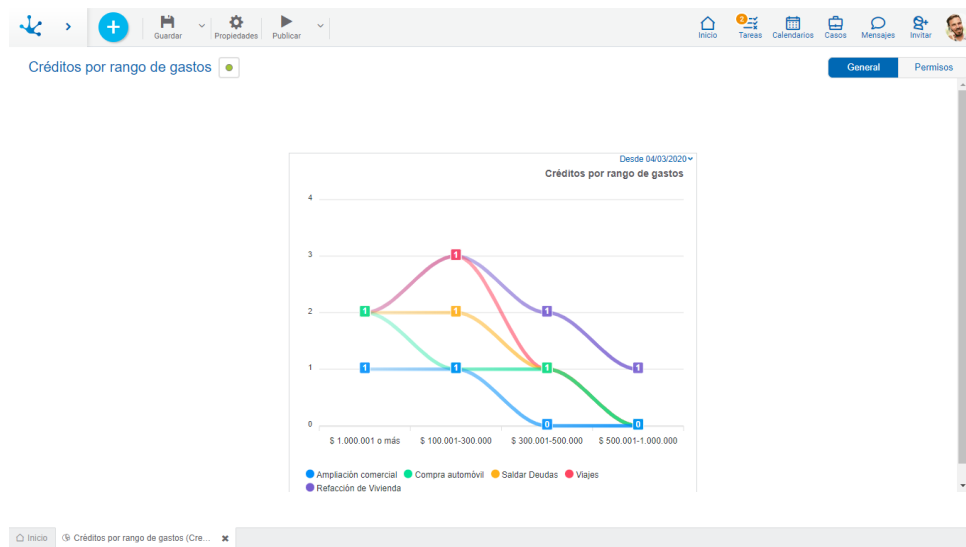 Guardar
Propiedades
Publicar
Inicio
2
Tareas
Calendarios
Casos
Mensajes
Invitar
Créditos por rango de gastos
General
Permisos
Desde 04/03/2020
Créditos por rango de gastos
4
3
2
1
0
1
1
1
1
1
1
1
1
1
0
0
$ 1.000.001 o más
$ 100.001-300.000
$ 300.001-500.000
$ 500.001-1.000.000
Ampliación comercial
Compra automóvil
Saldar Deudas
Viajes
Refacción de Vivienda
Inicio
Créditos por rango de gastos (Cre...